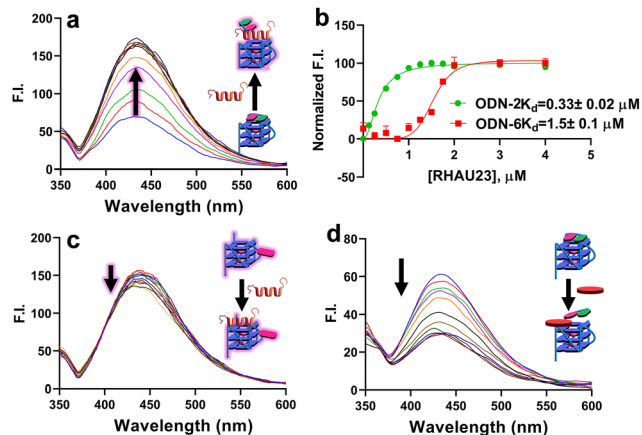 a
200
150
100
50
0
F.I.
350 400 450 500 550 600
Wavelength (nm)
b
150
100
50
0
-50
Normalized F.I.
ODN-2Kd=0.33± 0.02 μM
ODN-6Kd=1.5± 0.1 μM
1 2 3 4 5
[RHAU23], μM
c
200
150
100
50
0
F.I.
350 400 450 500 550 600
Wavelength (nm)
d
80
60
40
20
0
F.I.
350 400 450 500 550 600
Wavelength (nm)